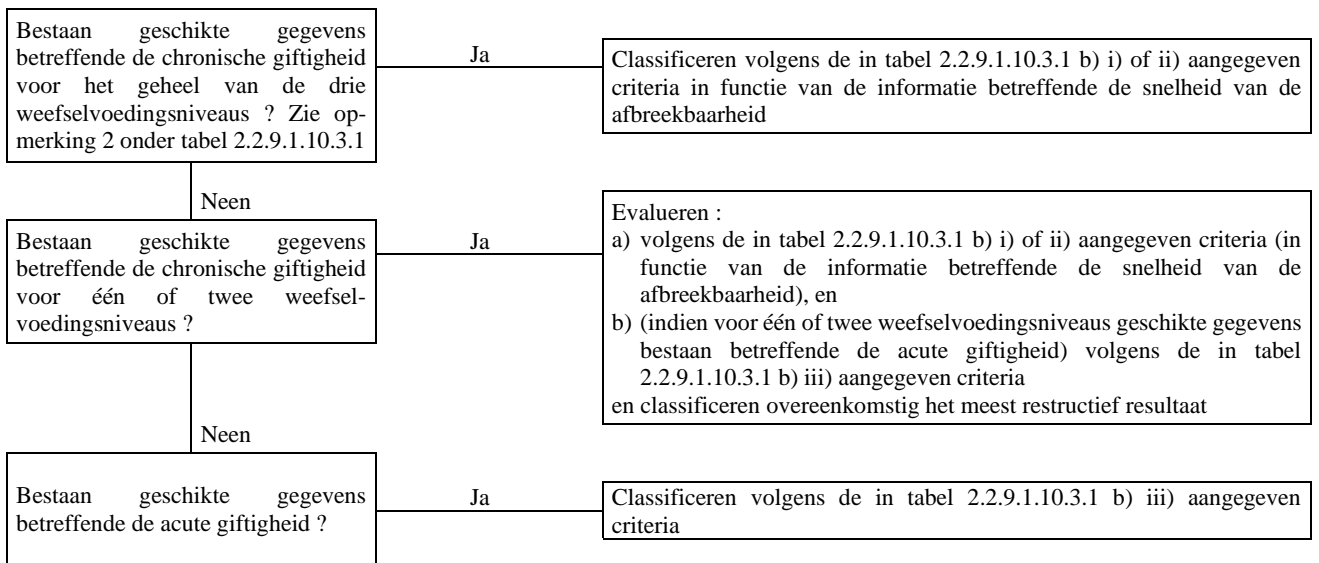 Bestaan geschikte gegevens
betreffende de chronische giftigheid
voor het geheel van de drie
weefselvoedingsniveaus ? Zie op-
merking 2 onder tabel 2.2.9.1.10.3.1
Ja
Classificeren volgens de in tabel 2.2.9.1.10.3.1 b) i) of ii) aangegeven
criteria in functie van de informatie betreffende de snelheid van de
afbreekbaarheid
Neen
Bestaan geschikte gegevens
betreffende de chronische giftigheid
voor één of twee weefsel-
voedingsniveaus ?
Ja
Evalueren :
a) volgens de in tabel 2.2.9.1.10.3.1 b) i) of ii) aangegeven criteria (in
functie van de informatie betreffende de snelheid van de
afbreekbaarheid), en
b) (indien voor één of twee weefselvoedingsniveaus geschikte gegevens
bestaan betreffende de acute giftigheid) volgens de in tabel
2.2.9.1.10.3.1 b) iii) aangegeven criteria
en classificeren overeenkomstig het meest restructief resultaat
Neen
Bestaan geschikte gegevens
betreffende de acute giftigheid ?
Ja
Classificeren volgens de in tabel 2.2.9.1.10.3.1 b) iii) aangegeven
criteria